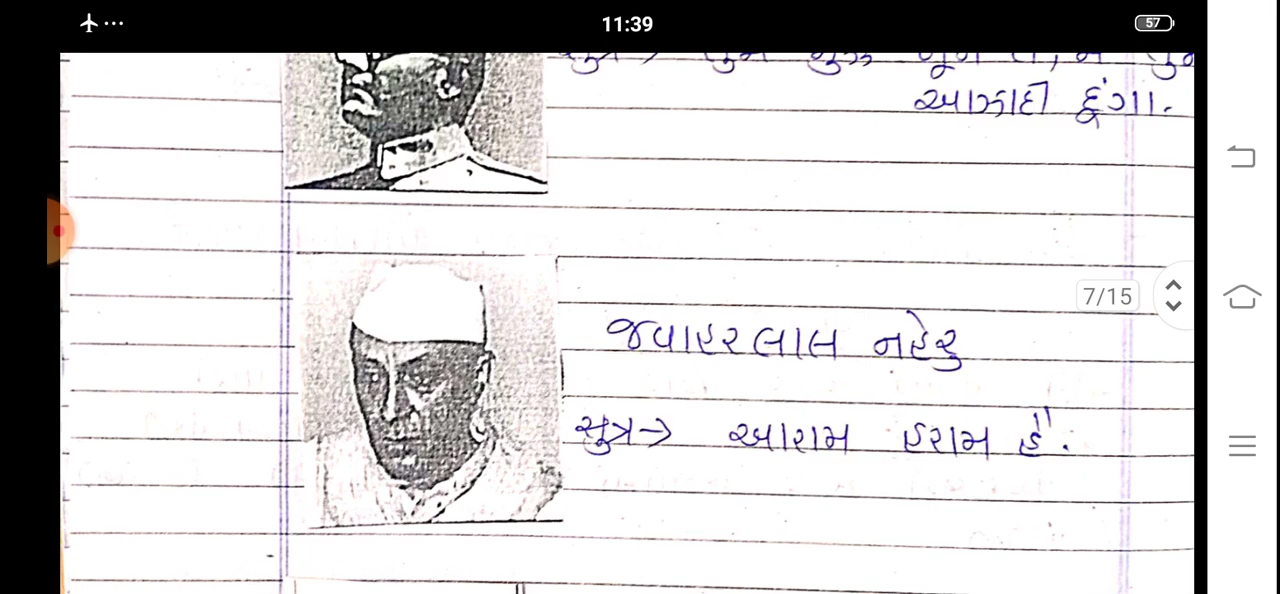 11:39
57
સુત્ર→ તુમ મુઝે ખૂન દો, મૈં તુમ
આઝાદી દૂંગા.
7/15
જવાહરલાલ નહેરુ
સુત્ર→ આરામ હરામ હૈ.